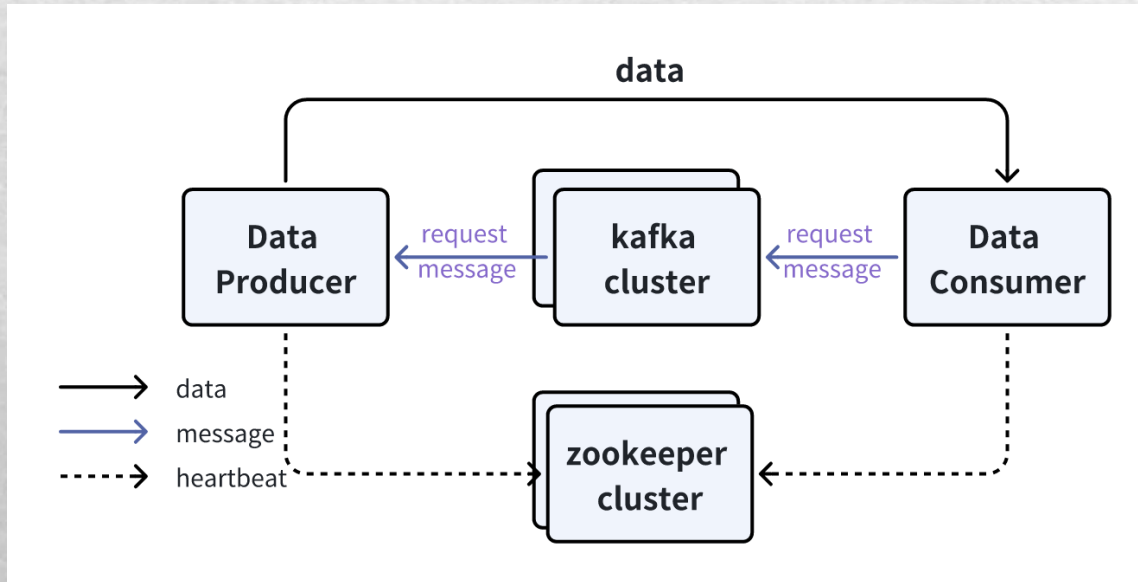 data
Data
Producer
request
message
kafka
cluster
request
message
Data
Consumer
data
message
heartbeat
zookeeper
cluster